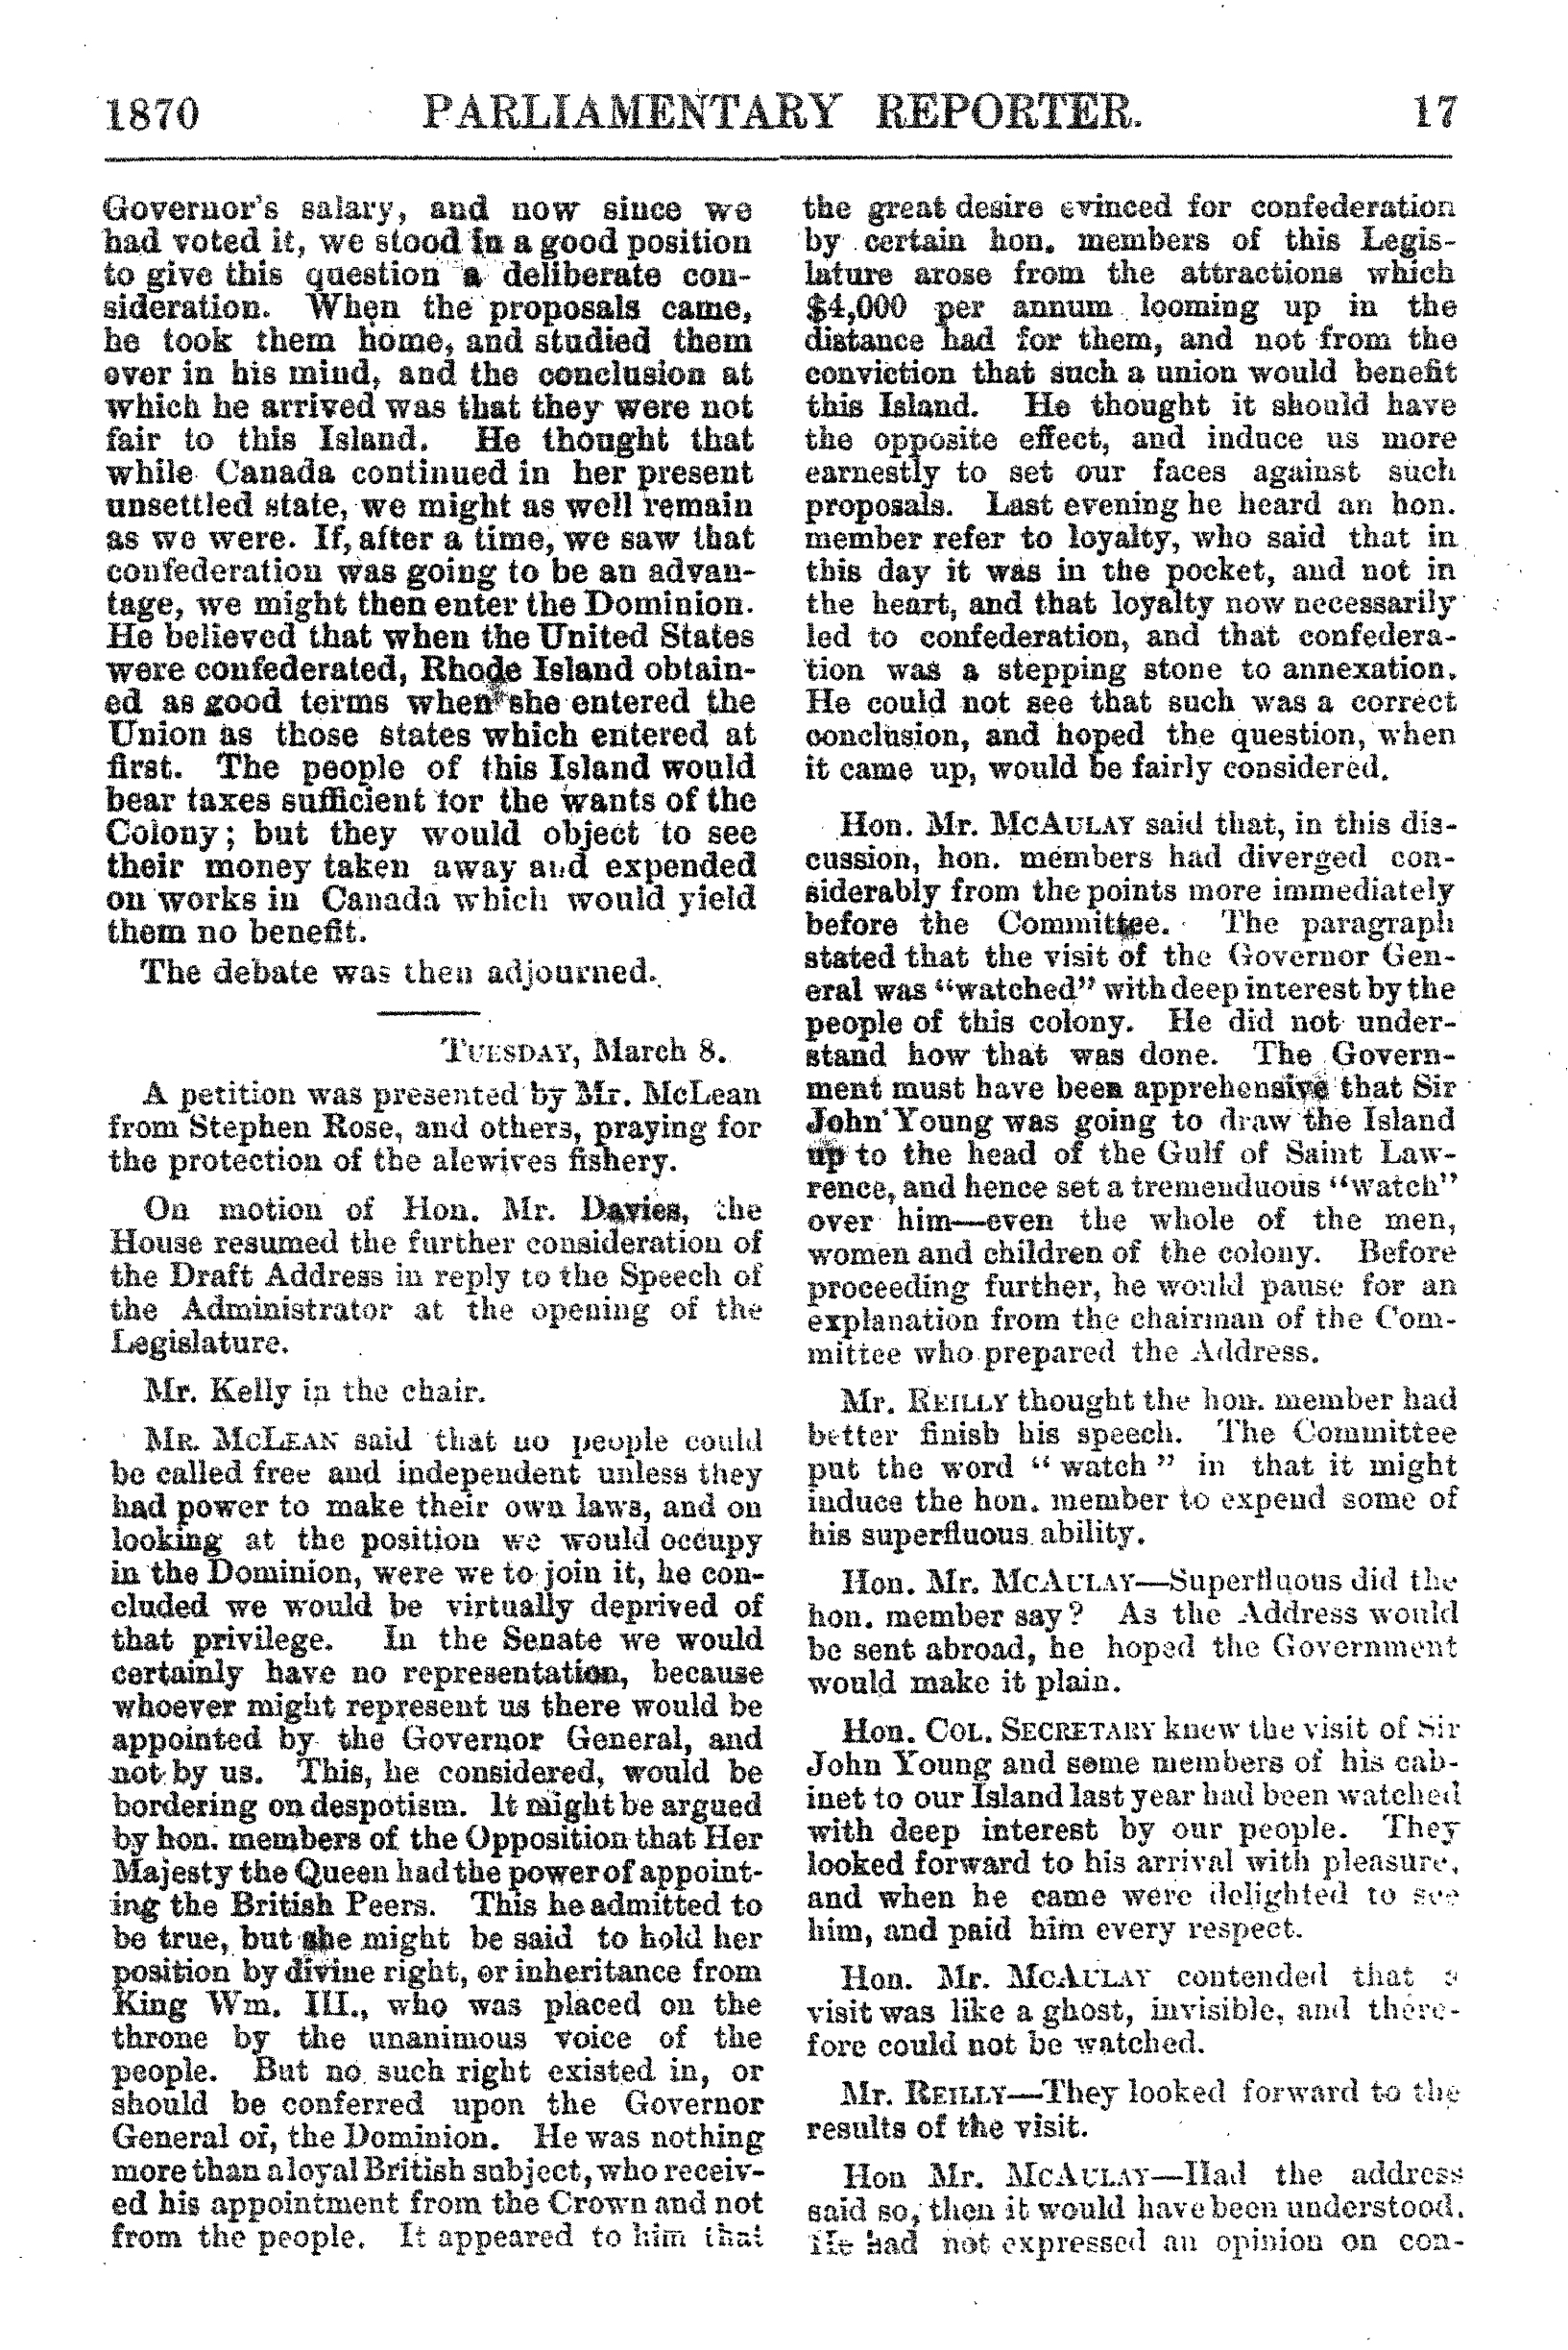 1870 PARLIAMENTARY REPORTER. 17
Governor's salary, and now since we
had voted it, we stood in a good position
to give this question a deliberate con-
sideration. When the proposals came,
he took them home, and studied them
over in his mind, and the conclusion at
which he arrived was that they were not
fair to this Island. He thought that
while Canada continued in her present
unsettled state, we might as well remain
as we were. If, after a time, we saw that
confederation was going to be an advan-
tage, we might then enter the Dominion.
He believed that when the United States
were confederated, Rhode Island obtain-
ed as good terms when she entered the
Union as those states which entered at
first. The people of this Island would
bear taxes sufficient for the wants of the
Colony; but they would object to see
their money taken away and expended
on works in Canada which would yield
them no benefit.
The debate was then adjourned.
TUESDAY, March 8.
A petition was presented by Mr. McLean
from Stephen Rose, and others, praying for
the protection of the alewives fishery.
On motion of Hon. Mr. Davies, the
House resumed the further consideration of
the Draft Address in reply to the Speech of
the Administrator at the opening of the
Legislature.
Mr. Kelly in the chair.
MR. MCLEAN said that no people could
be called free and independent unless they
had power to make their own laws, and on
looking at the position we would occupy
in the Dominion, were we to join it, he con-
cluded we would be virtually deprived of
that privilege. In the Senate we would
certainly have no representation, because
whoever might represent us there would be
appointed by the Governor General, and
not by us. This, he considered, would be
bordering on despotism. It might be argued
by hon. members of the Opposition that Her
Majesty the Queen had the power of appoint-
ing the British Peers. This he admitted to
be true, but she might be said to hold her
position by divine right, or inheritance from
King Wm. III., who was placed on the
throne by the unanimous voice of the
people. But no such right existed in, or
should be conferred upon the Governor
General of, the Dominion. He was nothing
more than a loyal British subject, who receiv-
ed his appointment from the Crown and not
from the people. It appeared to him that
the great desire evinced for confederation
by certain hon. members of this Legis-
lature arose from the attractions which
$4,000 per annum looming up in the
distance had for them, and not from the
conviction that such a union would benefit
this Island. He thought it should have
the opposite effect, and induce us more
earnestly to set our faces against such
proposals. Last evening he heard an hon.
member refer to loyalty, who said that in
this day it was in the pocket, and not in
the heart, and that loyalty now necessarily
led to confederation, and that confedera-
tion was a stepping stone to annexation.
He could not see that such was a correct
conclusion, and hoped the question, when
it came up, would be fairly considered.
Hon. Mr. MCAULAY said that, in this dis-
cussion, hon. members had diverged con-
siderably from the points more immediately
before the Committee. The paragraph
stated that the visit of the Governor Gen-
eral was "watched" with deep interest by the
people of this colony. He did not under-
stand how that was done. The Govern-
ment must have been apprehensive that Sir
John Young was going to draw the Island
up to the head of the Gulf of Saint Law-
rence, and hence set a tremenduous "watch"
over him—even the whole of the men,
women and children of the colony. Before
proceeding further, he would pause for an
explanation from the chairman of the Com-
mittee who prepared the Address.
Mr. REILLY thought the hon. member had
better finish his speech. The Committee
put the word "watch" in that it might
induce the hon. member to expend some of
his superfluous ability.
Hon. Mr. MCAULAY—Superfluous did the
hon. member say? As the Address would
be sent abroad, he hoped the Government
would make it plain.
Hon. COL. SECRETARY knew the visit of Sir
John Young and some members of his cab-
inet to our Island last year had been watched
with deep interest by our people. They
looked forward to his arrival with pleasure,
and when he came were delighted to see
him, and paid him every respect.
Hon. Mr. MCAULAY contended that a
visit was like a ghost, invisible, and there-
fore could not be watched.
Mr. REILLY—They looked forward to the
results of the visit.
Hon Mr. MCAULAY—Had the address
said so, then it would have been understood.
He had not expressed an opinion on con-